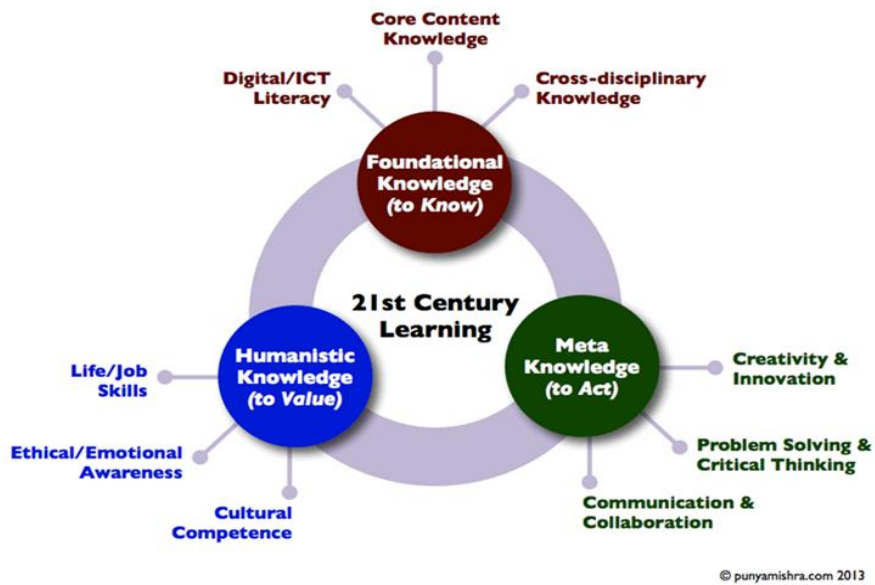 Core Content
Knowledge
Digital/ICT
Literacy
Cross-disciplinary
Knowledge
Foundational
Knowledge
(to Know)
21st Century
Learning
Humanistic
Knowledge
(to Value)
Meta
Knowledge
(to Act)
Life/Job
Skills
Ethical/Emotional
Awareness
Cultural
Competence
Creativity &
Innovation
Problem Solving &
Critical Thinking
Communication &
Collaboration
© punyamishra.com 2013